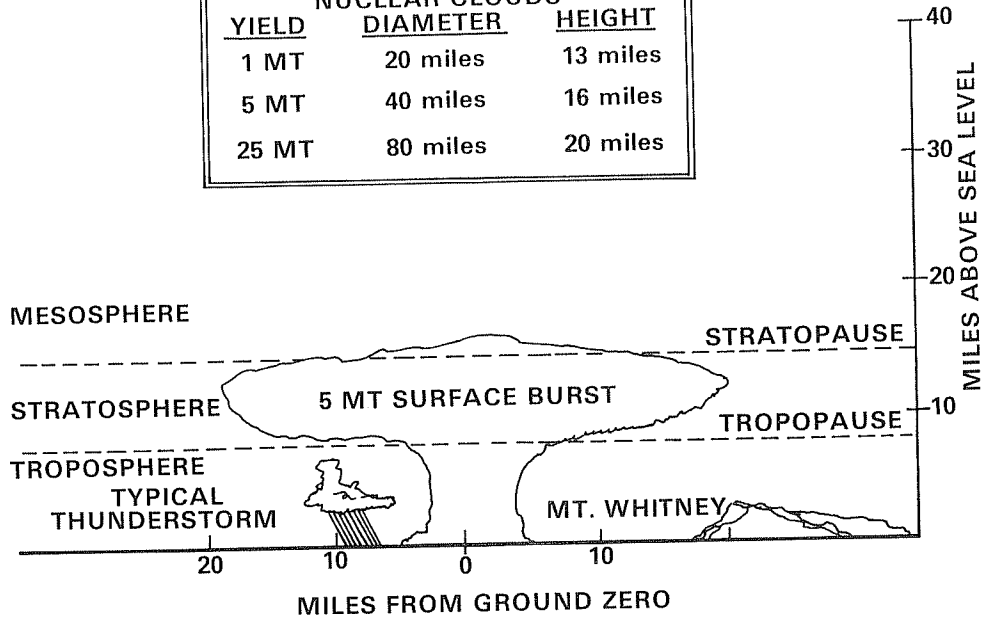 NUCLEAR CLOUDS
YIELD DIAMETER HEIGHT
1 MT 20 miles 13 miles
5 MT 40 miles 16 miles
25 MT 80 miles 20 miles
40
30
20
10
MILES ABOVE SEA LEVEL
MESOSPHERE
STRATOPAUSE
STRATOSPHERE
5 MT SURFACE BURST
TROPOPAUSE
TROPOSPHERE
TYPICAL
THUNDERSTORM
MT. WHITNEY
20 10 0 10
MILES FROM GROUND ZERO